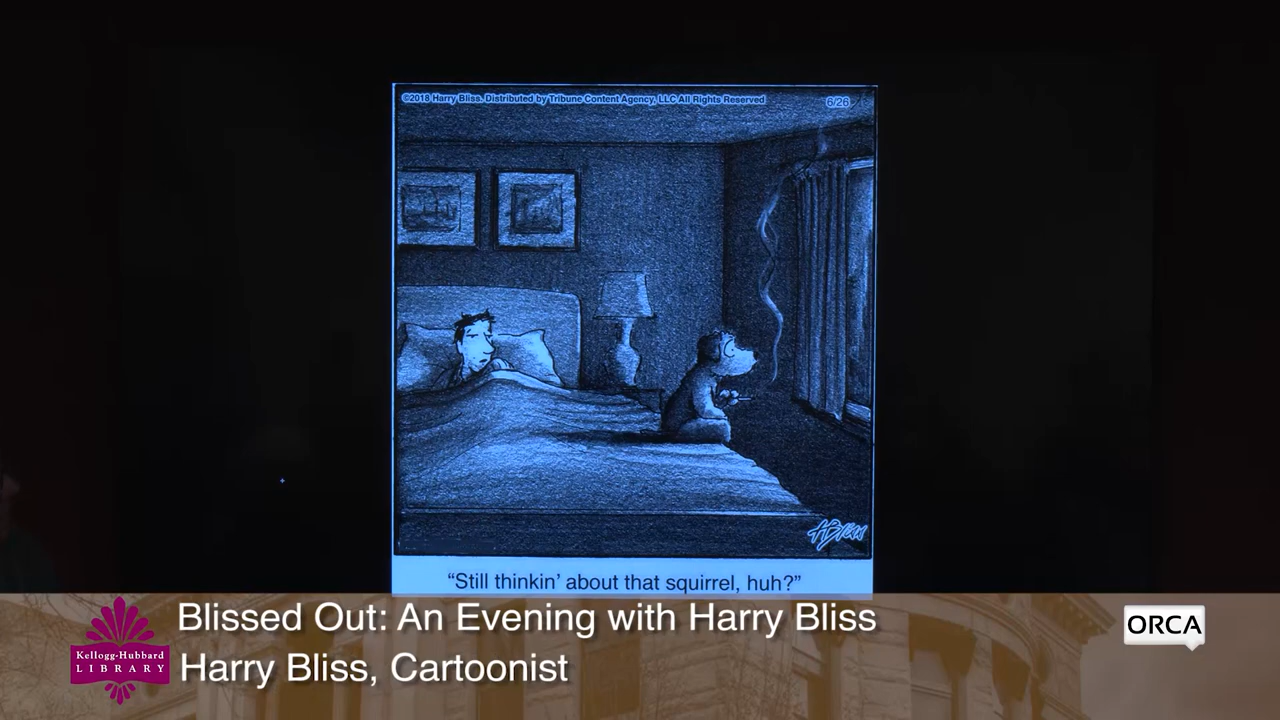 ©2018 Harry Bliss. Distributed by Tribune Content Agency, LLC All Rights Reserved
6/26
HBliss
“Still thinkin’ about that squirrel, huh?”
Blissed Out: An Evening with Harry Bliss
ORCA
Kellogg-Hubbard
LIBRARY
Harry Bliss, Cartoonist